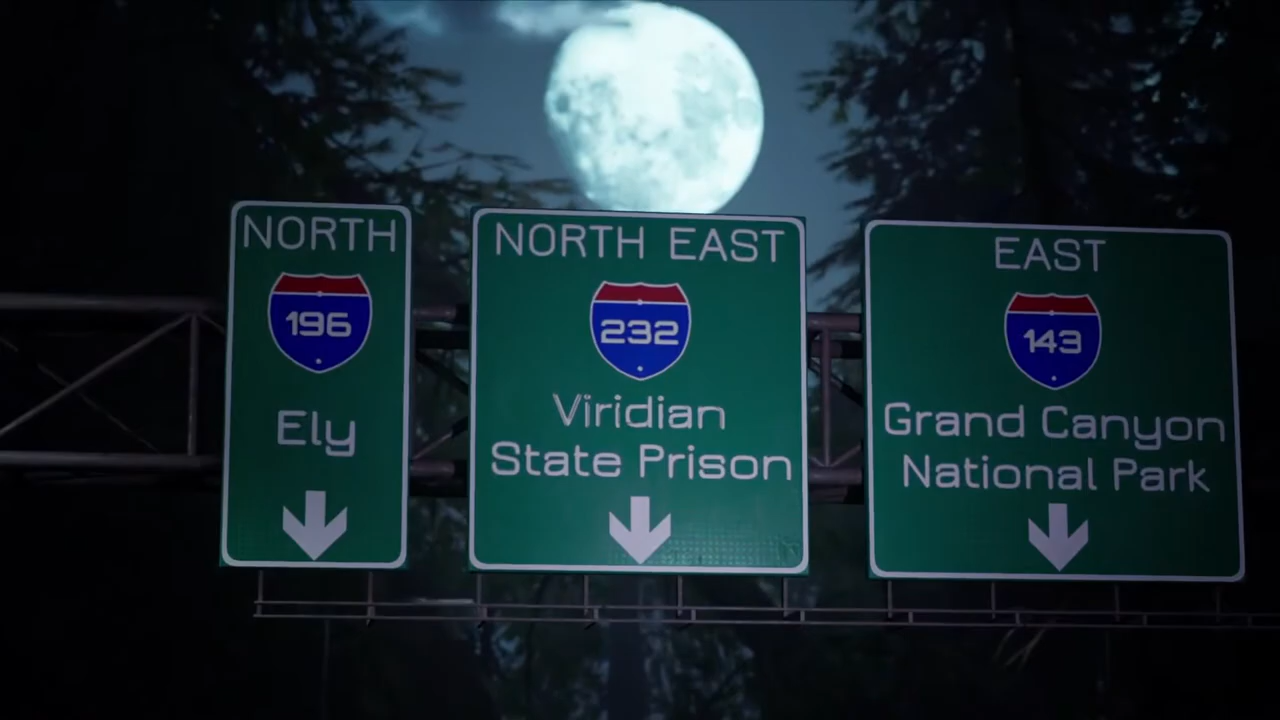 NORTH
196
Ely
NORTH EAST
232
Viridian
State Prison
EAST
143
Grand Canyon
National Park